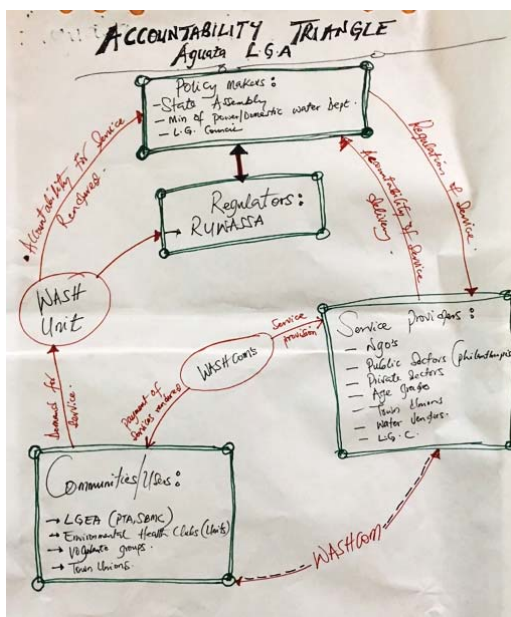 ACCOUNTABILITY TRIANGLE
Aguata L.G.A
Policy makers:
- State Assembly
- Min of power/Domestic water Dept.
- L.G. Council
Accountability for Service
Rendered.
Regulation of Service.
Accountability of Service
delivery.
Regulators:
→ RUWASSA
WASH
Unit
WASHCOMs
Service
provision
Payment of
Services rendered
Demand for
Service.
Service Providers:
- Ngo's
- Public Sectors (philanthropis
- Private Sectors
- Age grades
- Town Unions
- Water Vendors.
- L.G.C.
Communities/Users:
→ LGEA (PTA, SBMC)
→ Environmental Health Clubs (Units)
→ Vigilante groups.
→ Town Unions.
WASHCOM